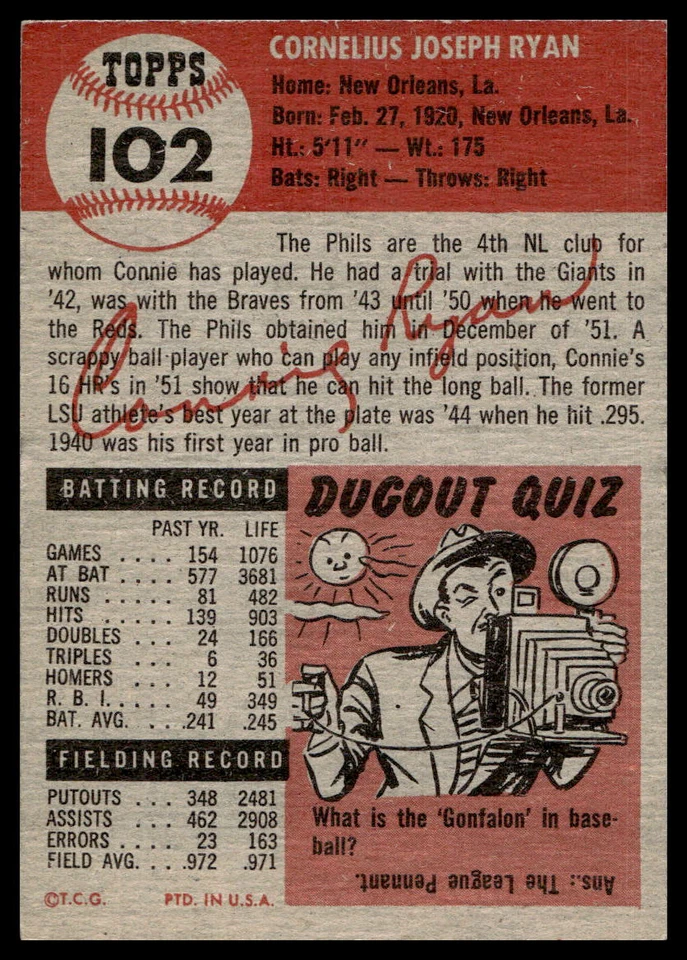 TOPPS
102
CORNELIUS JOSEPH RYAN
Home: New Orleans, La.
Born: Feb. 27, 1920, New Orleans, La.
Ht.: 5'11" — Wt.: 175
Bats: Right — Throws: Right
The Phils are the 4th NL club for
whom Connie has played. He had a trial with the Giants in
'42, was with the Braves from '43 until '50 when he went to
the Reds. The Phils obtained him in December of '51. A
scrappy ball player who can play any infield position, Connie's
16 HR's in '51 show that he can hit the long ball. The former
LSU athlete's best year at the plate was '44 when he hit .295.
1940 was his first year in pro ball.
Connie Ryan
BATTING RECORD
PAST YR. LIFE
GAMES . . . . 154 1076
AT BAT . . . . 577 3681
RUNS . . . . . 81 482
HITS . . . . . 139 903
DOUBLES . . . 24 166
TRIPLES . . . 6 36
HOMERS . . . 12 51
R. B. I. . . . . 49 349
BAT. AVG. . . . .241 .245
FIELDING RECORD
PUTOUTS . . . 348 2481
ASSISTS . . . 462 2908
ERRORS . . . . 23 163
FIELD AVG. . . .972 .971
©T.C.G. PTD. IN U.S.A.
DUGOUT QUIZ
What is the 'Gonfalon' in base-
ball?
Ans.: The League Pennant.